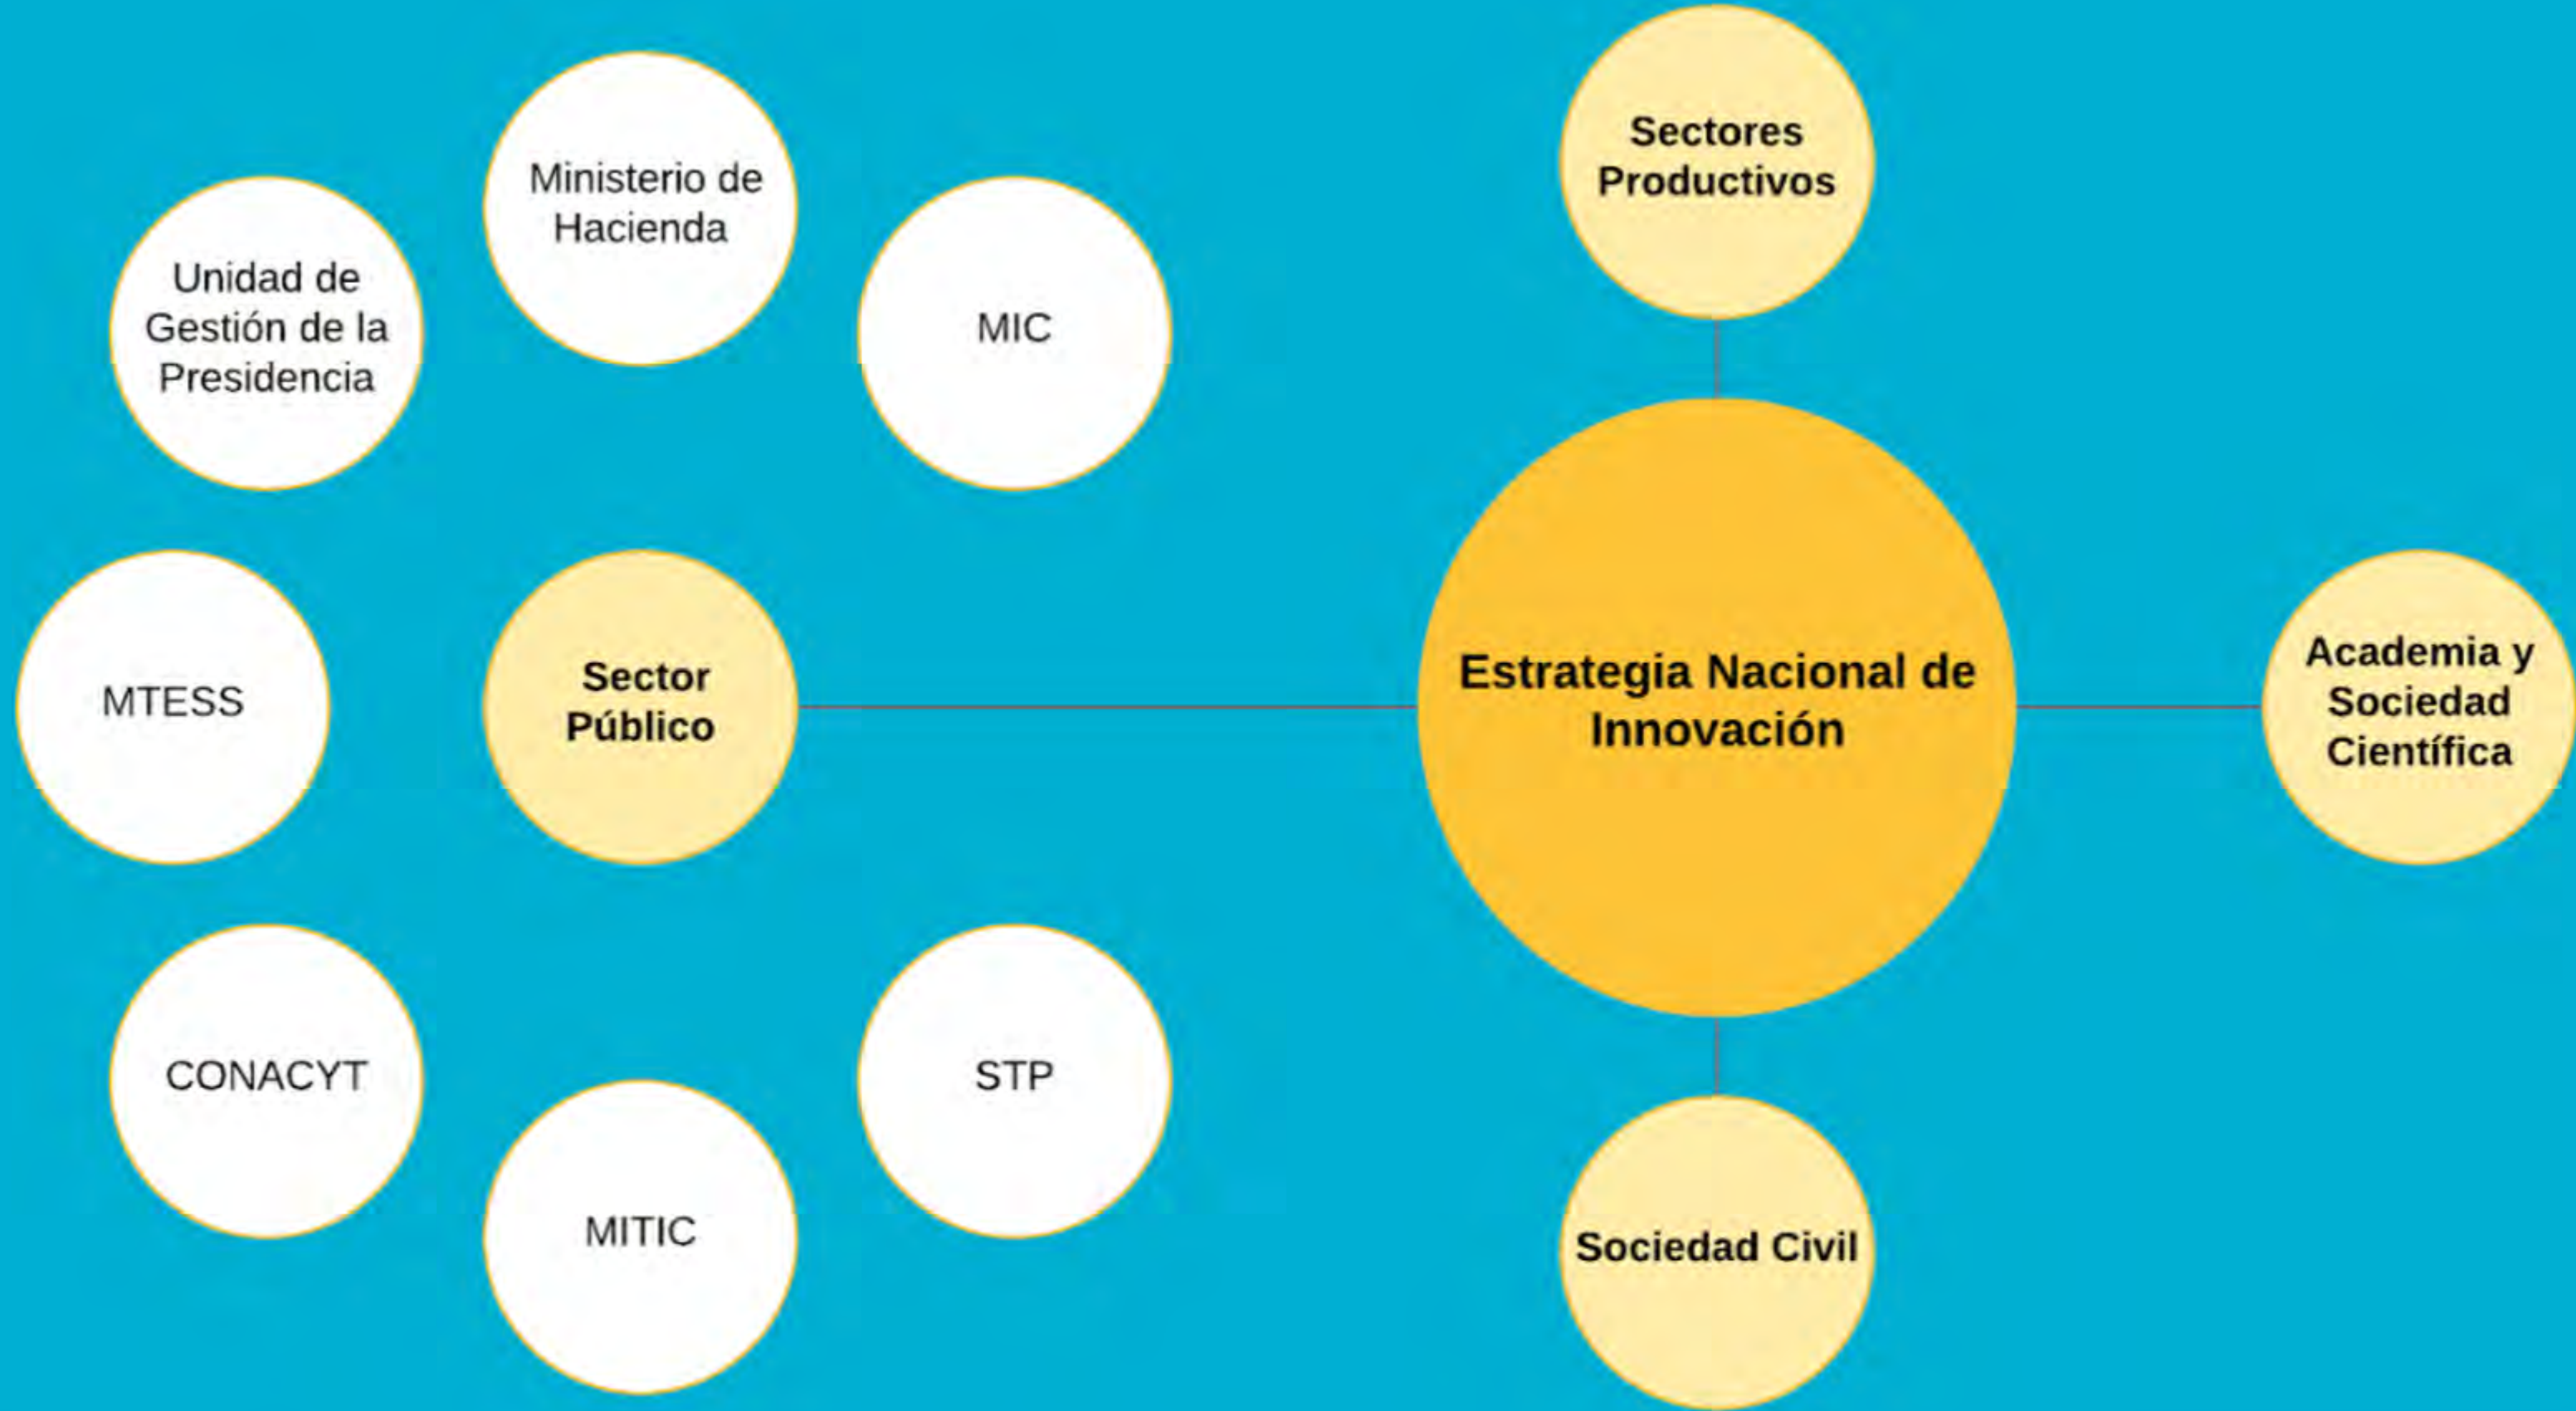 Sectores
Productivos
Ministerio de
Hacienda
Unidad de
Gestión de la
Presidencia
MIC
MTESS
Sector
Público
Estrategia Nacional de
Innovación
Academia y
Sociedad
Científica
CONACYT
STP
MITIC
Sociedad Civil